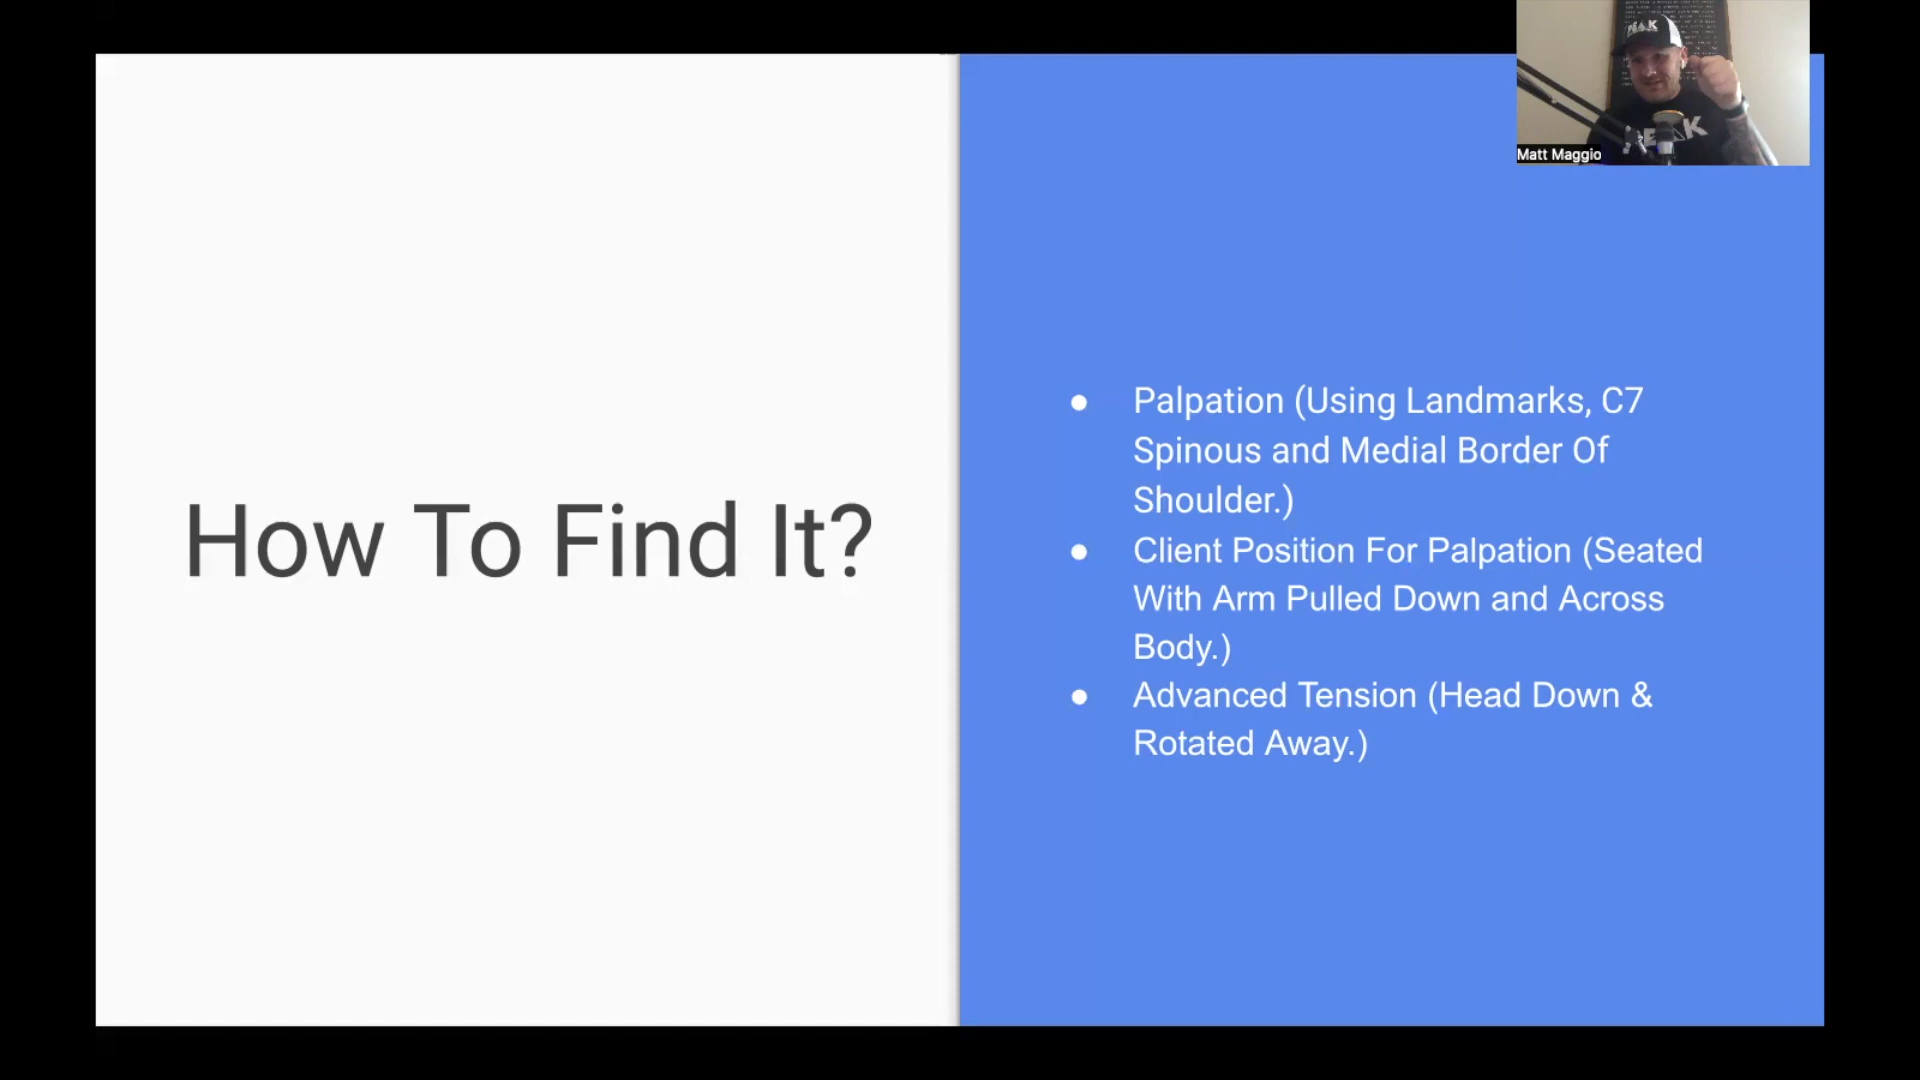 Matt Maggio
How To Find It?
● Palpation (Using Landmarks, C7
Spinous and Medial Border Of
Shoulder.)
● Client Position For Palpation (Seated
With Arm Pulled Down and Across
Body.)
● Advanced Tension (Head Down &
Rotated Away.)